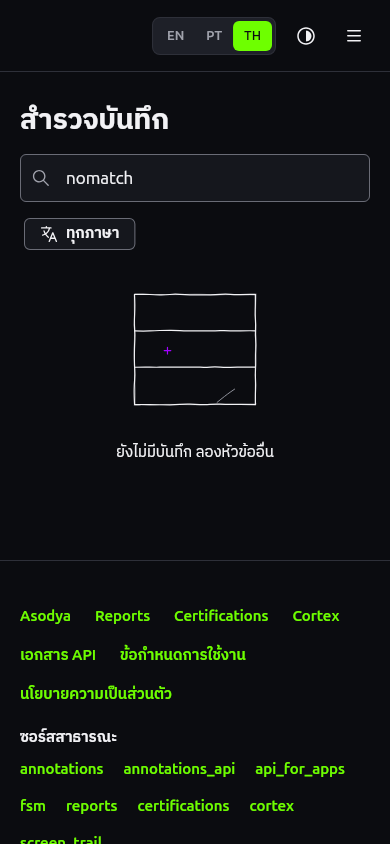 EN PT TH
สำรวจบันทึก
nomatch
ทุกภาษา
ยังไม่มีบันทึก ลองหัวข้ออื่น
Asodya Reports Certifications Cortex
เอกสาร API ข้อกำหนดการใช้งาน
นโยบายความเป็นส่วนตัว
ซอร์สสาธารณะ
annotations annotations_api api_for_apps
fsm reports certifications cortex
screen_trail